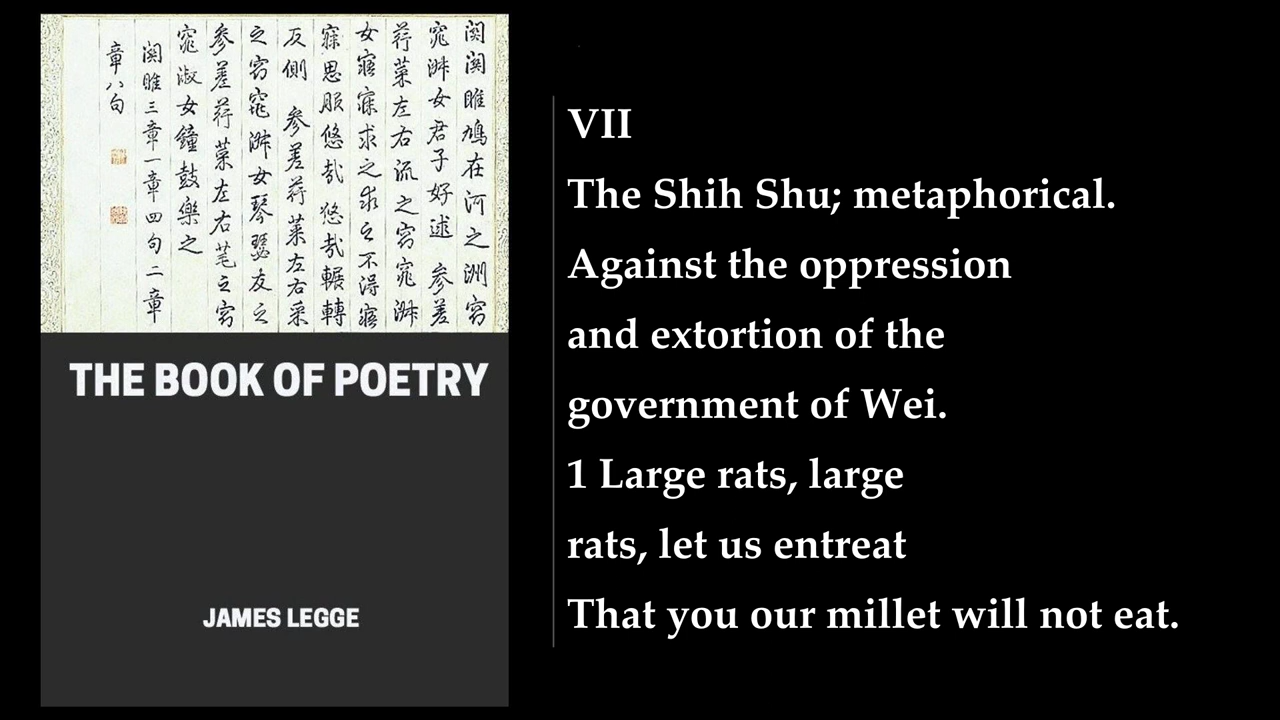 關關雎鳩在河之洲窈
窕淑女君子好逑 參差
荇菜左右流之窈窕淑
女寤寐求之求之不得寤
寐思服悠哉悠哉輾轉
反側 參差荇菜左右采
之窈窕淑女琴瑟友之
參差荇菜左右芼之窈
窕淑女鐘鼓樂之
關雎三章一章四句二章
章八句
THE BOOK OF POETRY
JAMES LEGGE
VII
The Shih Shu; metaphorical.
Against the oppression
and extortion of the
government of Wei.
1 Large rats, large
rats, let us entreat
That you our millet will not eat.